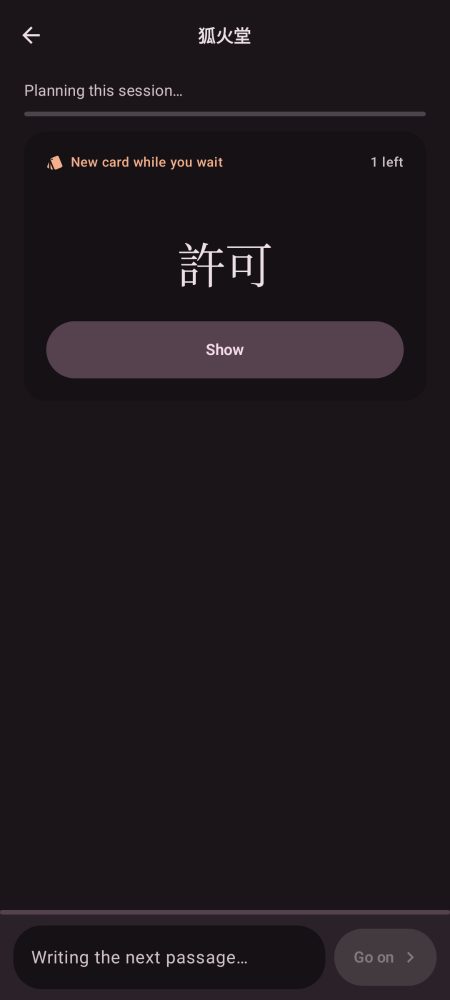 狐火堂
Planning this session…
New card while you wait
1 left
許可
Show
Writing the next passage…
Go on